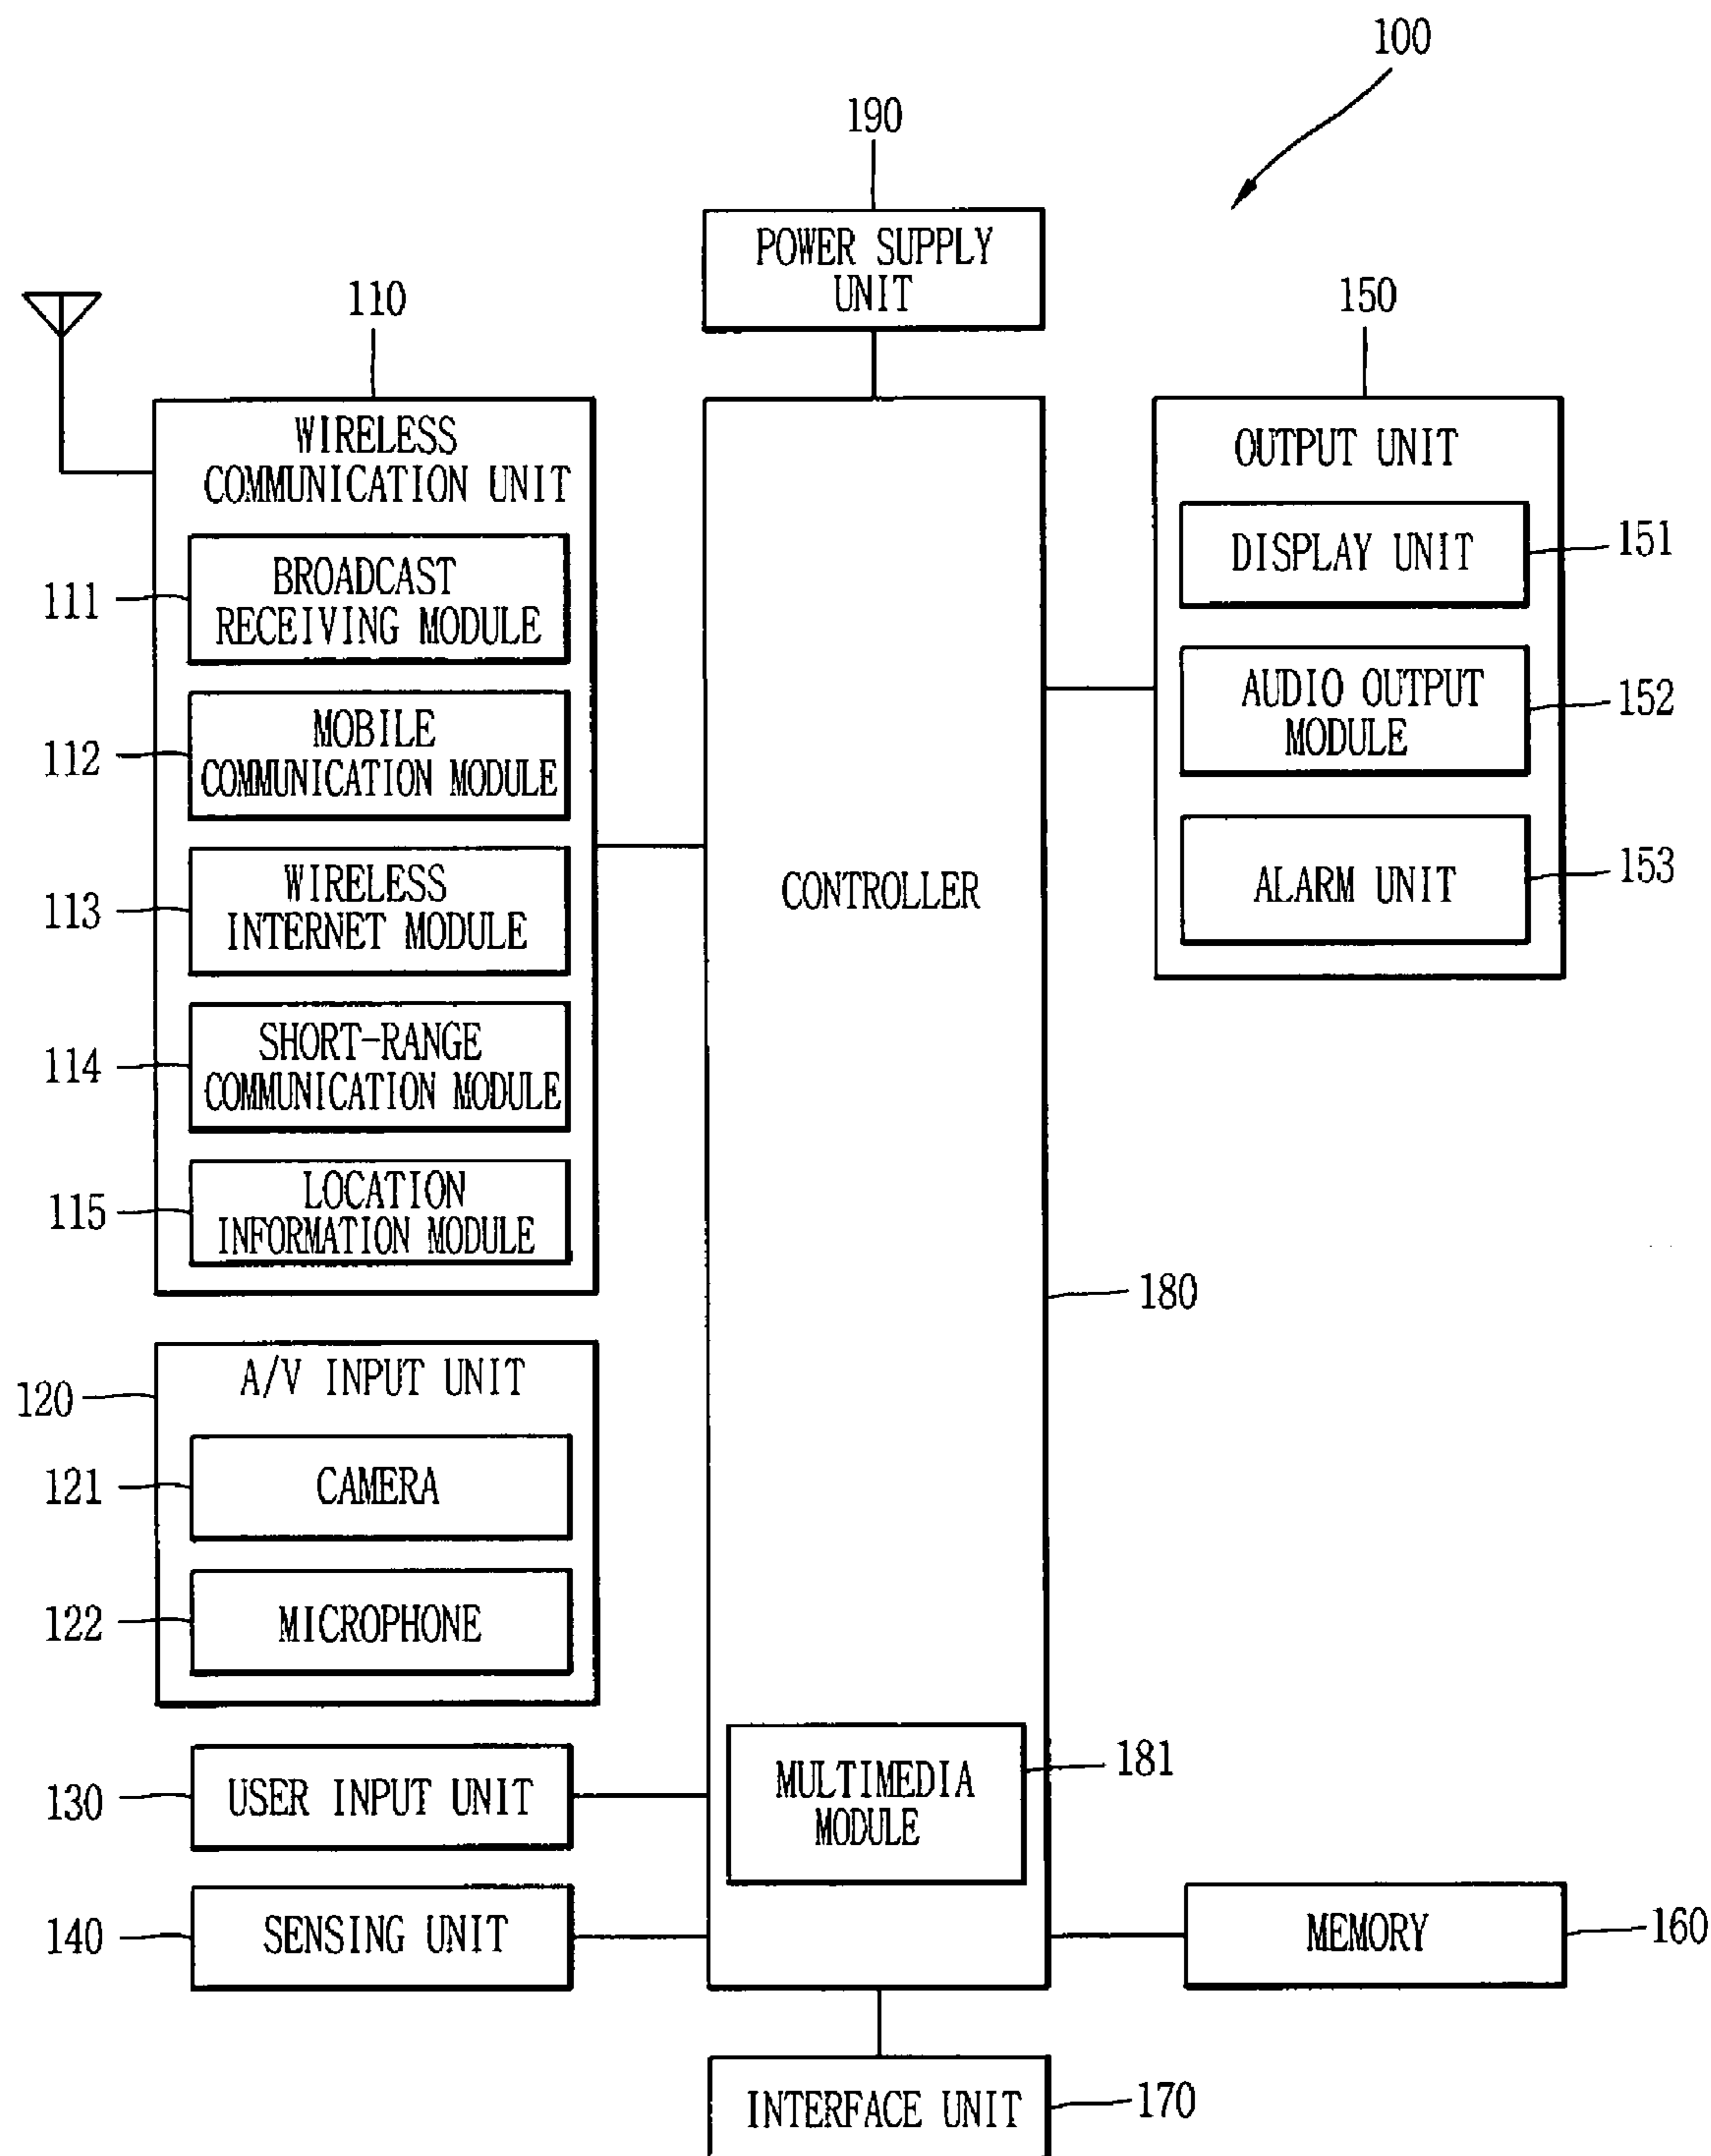 100
190
POWER SUPPLY
UNIT
110
WIRELESS
COMMUNICATION UNIT
111
BROADCAST
RECEIVING MODULE
112
MOBILE
COMMUNICATION MODULE
113
WIRELESS
INTERNET MODULE
114
SHORT-RANGE
COMMUNICATION MODULE
115
LOCATION
INFORMATION MODULE
120
A/V INPUT UNIT
121
CAMERA
122
MICROPHONE
130
USER INPUT UNIT
140
SENSING UNIT
CONTROLLER
180
MULTIMEDIA
MODULE
181
150
OUTPUT UNIT
DISPLAY UNIT
151
AUDIO OUTPUT
MODULE
152
ALARM UNIT
153
MEMORY
160
INTERFACE UNIT
170